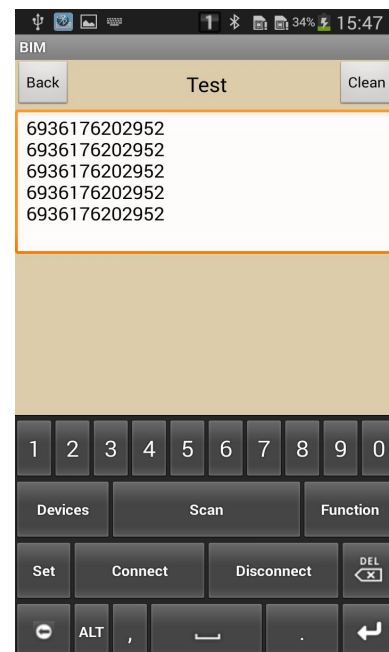 1 34% 15:47
BIM
Back Test Clean
6936176202952
6936176202952
6936176202952
6936176202952
6936176202952
1 2 3 4 5 6 7 8 9 0
Devices Scan Function
Set Connect Disconnect DEL
ALT , .